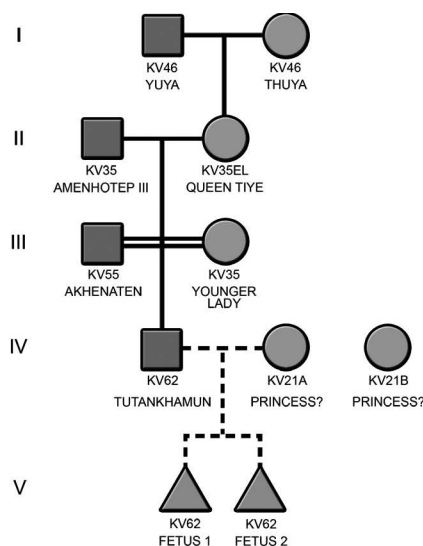 I
KV46
YUYA
KV46
THUYA
II
KV35
AMENHOTEP III
KV35EL
QUEEN TIYE
III
KV55
AKHENATEN
KV35
YOUNGER
LADY
IV
KV62
TUTANKHAMUN
KV21A
PRINCESS?
KV21B
PRINCESS?
V
KV62
FETUS 1
KV62
FETUS 2